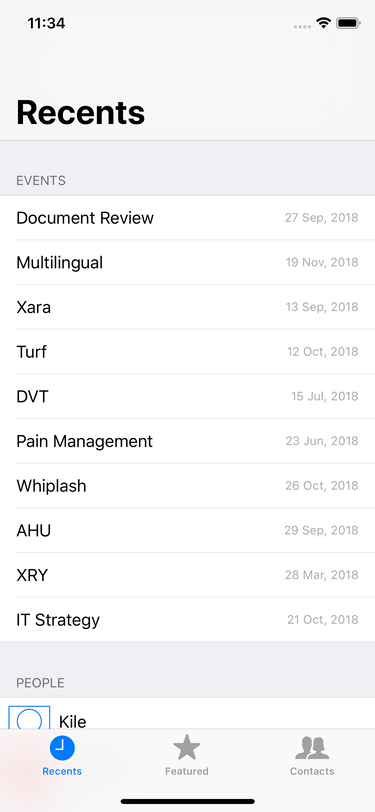 11:34
Recents
EVENTS
Document Review 27 Sep, 2018
Multilingual 19 Nov, 2018
Xara 13 Sep, 2018
Turf 12 Oct, 2018
DVT 15 Jul, 2018
Pain Management 23 Jun, 2018
Whiplash 26 Oct, 2018
AHU 29 Sep, 2018
XRY 28 Mar, 2018
IT Strategy 21 Oct, 2018
PEOPLE
Kile
Recents Featured Contacts